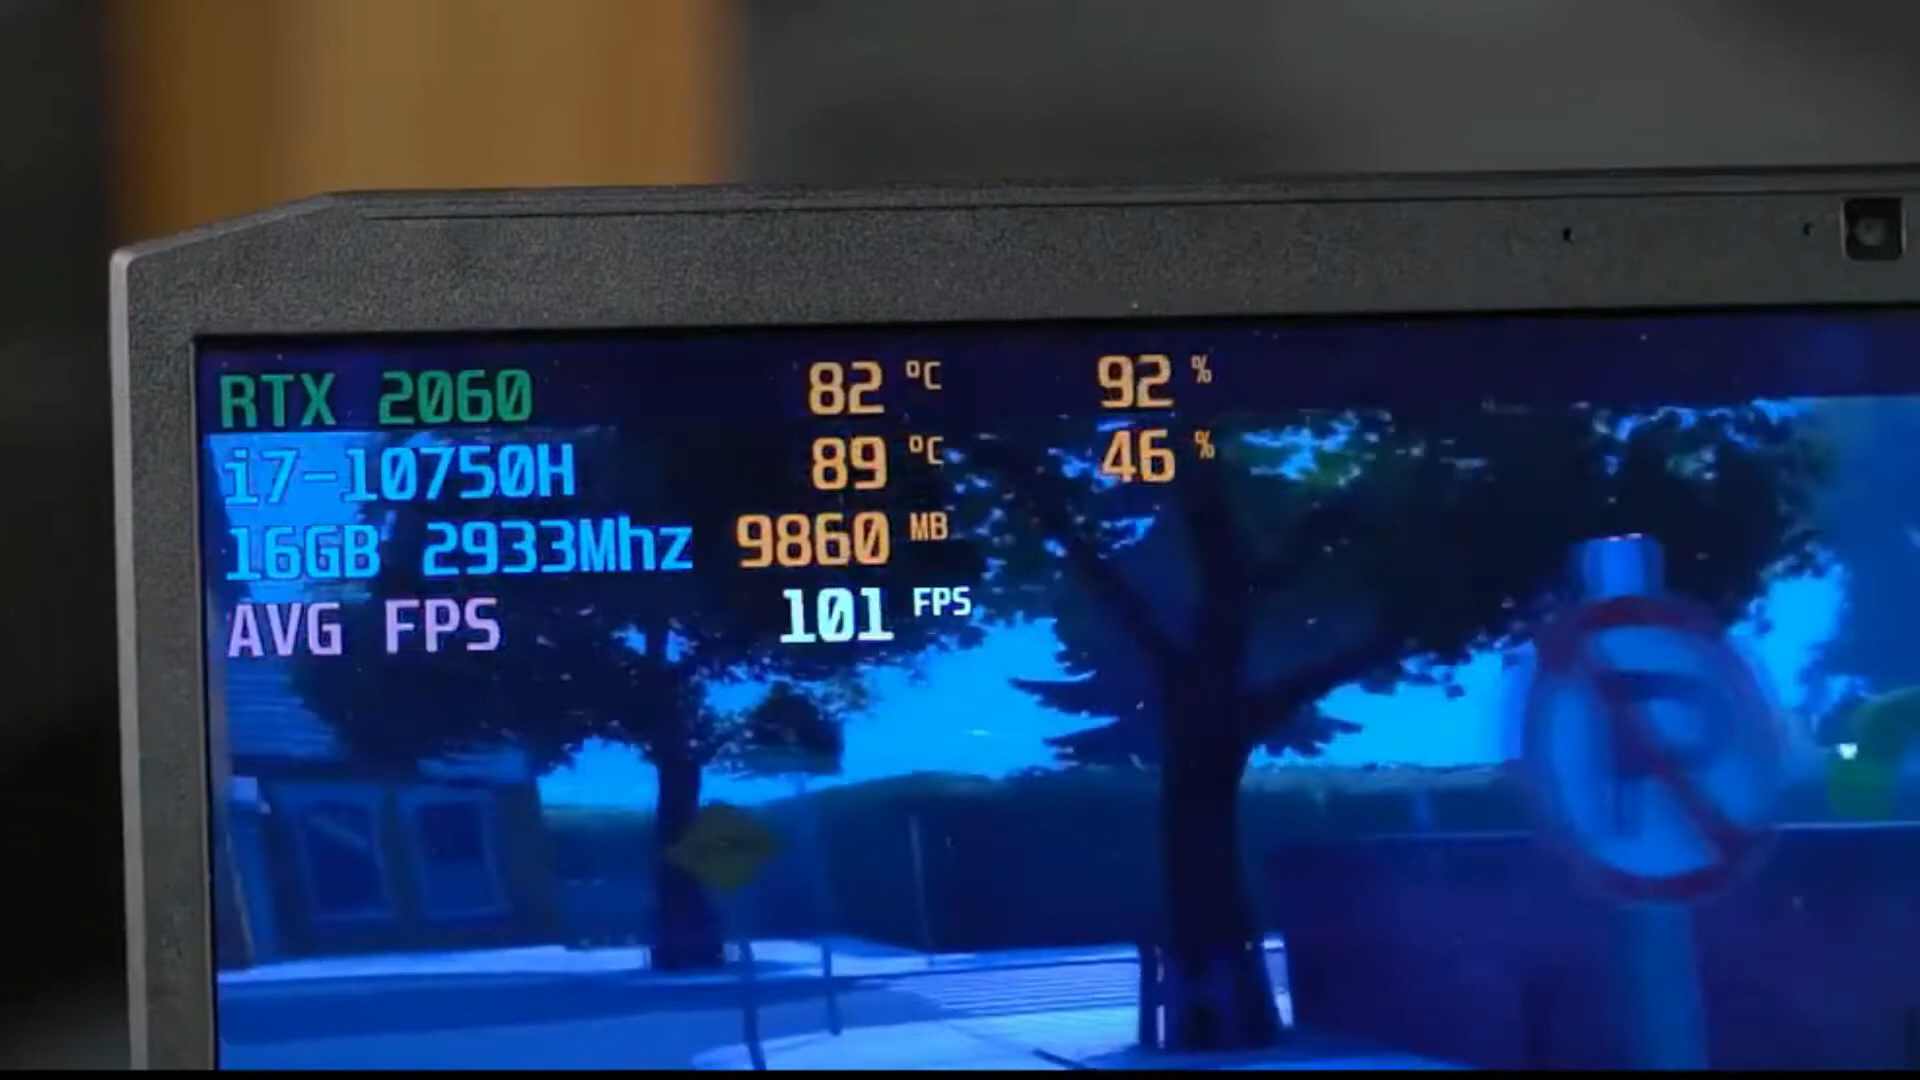 RTX 2060 82 °C 92 %
i7-10750H 89 °C 46 %
16GB 2933Mhz 9860 MB
AVG FPS 101 FPS
P